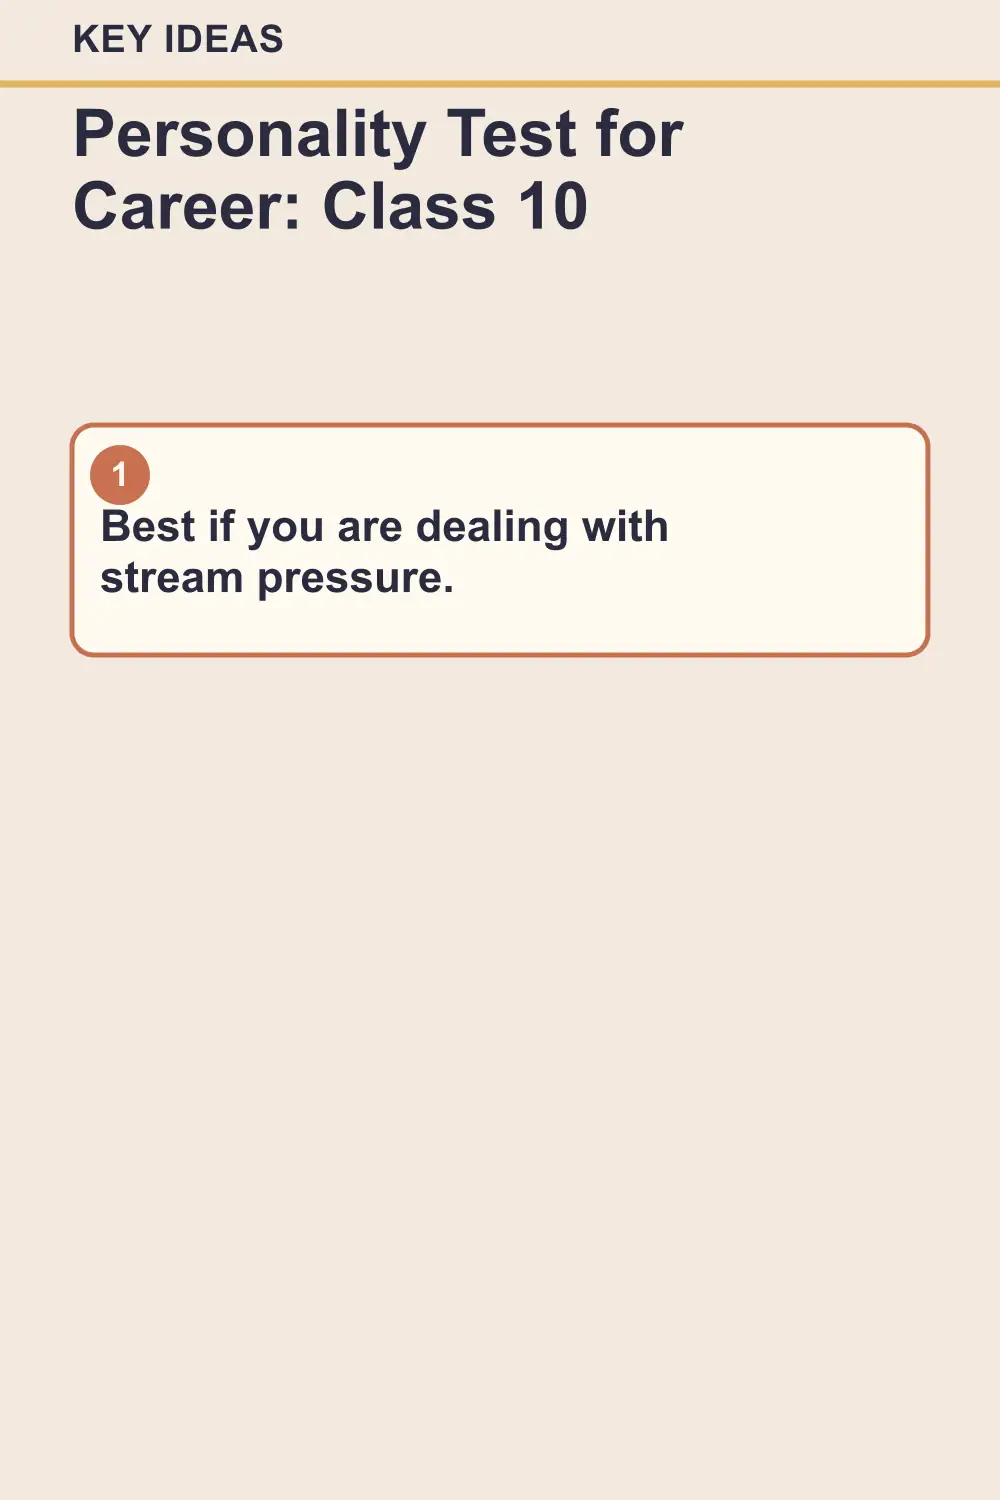 KEY IDEAS
Personality Test for
Career: Class 10
1
Best if you are dealing with
stream pressure.